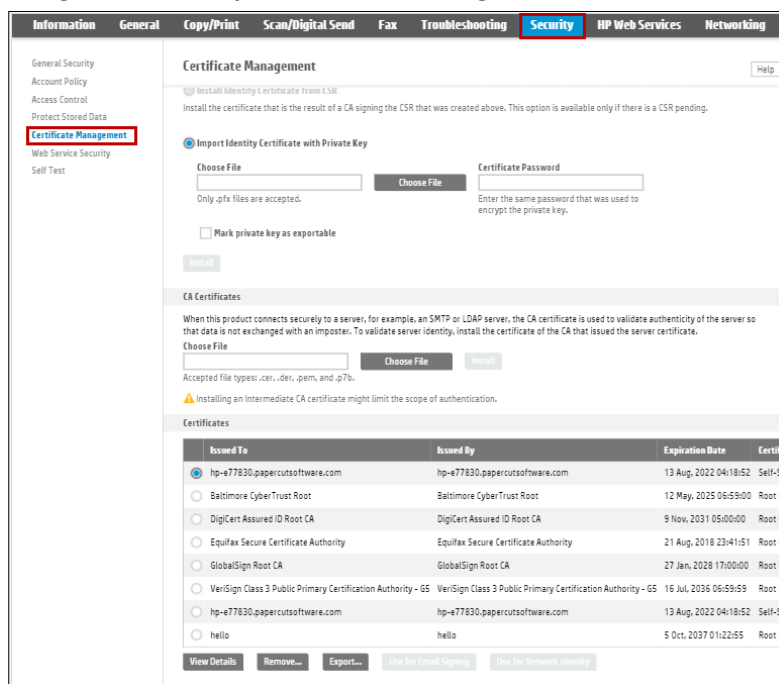 Information General Copy/Print Scan/Digital Send Fax Troubleshooting Security HP Web Services Networking
General Security
Account Policy
Access Control
Protect Stored Data
Certificate Management
Web Service Security
Self Test
Certificate Management
Help
Install Identity Certificate from CSR
Install the certificate that is the result of a CA signing the CSR that was created above. This option is available only if there is a CSR pending.
Import Identity Certificate with Private Key
Choose File Certificate Password
Choose File
Only .pfx files are accepted. Enter the same password that was used to
encrypt the private key.
Mark private key as exportable
Install
CA Certificates
When this product connects securely to a server, for example, an SMTP or LDAP server, the CA certificate is used to validate authenticity of the server so
that data is not exchanged with an imposter. To validate server identity, install the certificate of the CA that issued the server certificate.
Choose File
Choose File Install
Accepted file types: .cer, .der, .pem, and .p7b.
Installing an Intermediate CA certificate might limit the scope of authentication.
Certificates
Issued To Issued By Expiration Date Certif
hp-e77830.papercutsoftware.com hp-e77830.papercutsoftware.com 13 Aug, 2022 04:18:52 Self-S
Baltimore CyberTrust Root Baltimore CyberTrust Root 12 May, 2025 06:59:00 Root
DigiCert Assured ID Root CA DigiCert Assured ID Root CA 9 Nov, 2031 05:00:00 Root
Equifax Secure Certificate Authority Equifax Secure Certificate Authority 21 Aug, 2018 23:41:51 Root
GlobalSign Root CA GlobalSign Root CA 27 Jan, 2028 17:00:00 Root
VeriSign Class 3 Public Primary Certification Authority - G5 VeriSign Class 3 Public Primary Certification Authority - G5 16 Jul, 2036 06:59:59 Root
hp-e77830.papercutsoftware.com hp-e77830.papercutsoftware.com 13 Aug, 2022 04:18:52 Self-S
hello hello 5 Oct, 2037 01:22:55 Root
View Details Remove... Export... Use for Email Signing Use for Network Identity